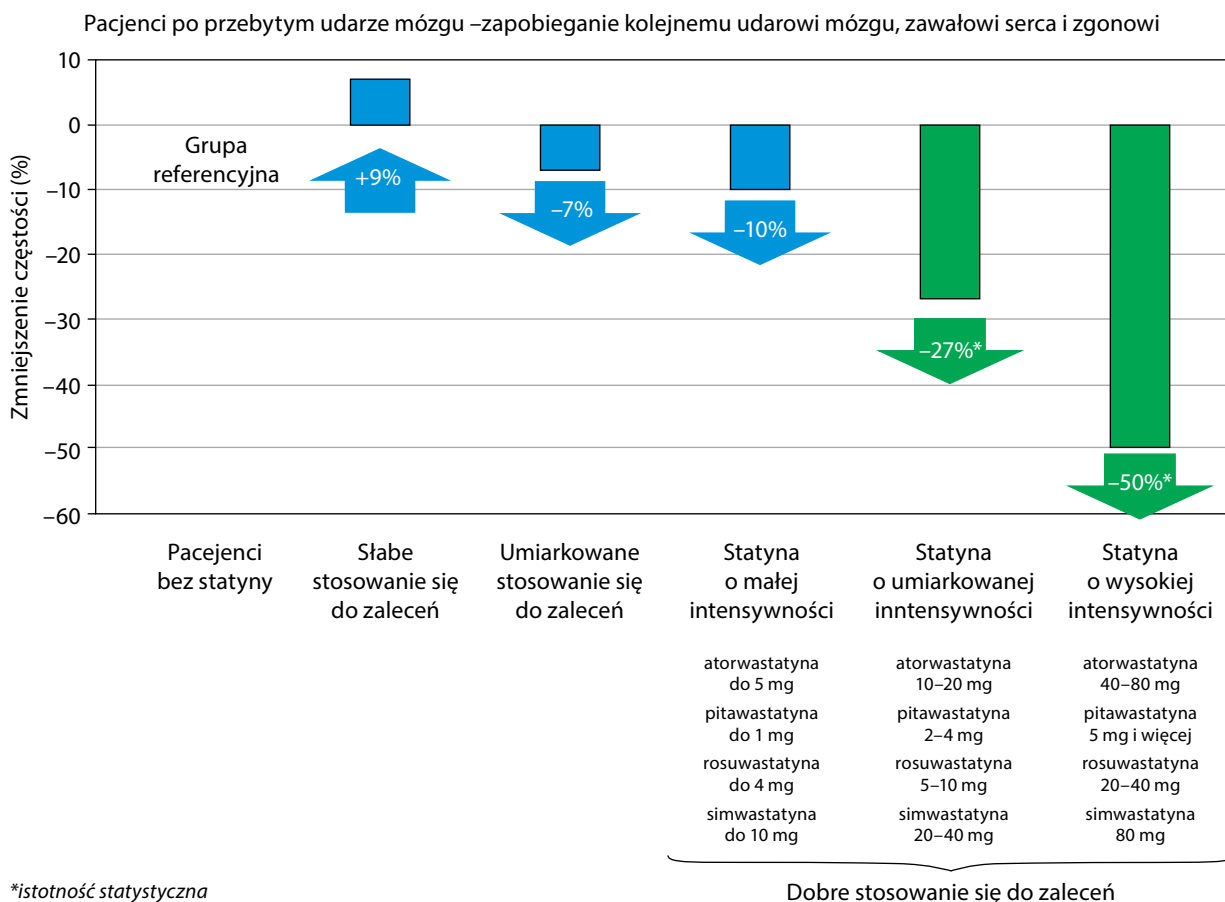 Pacjenci po przebytym udarze mózgu –zapobieganie kolejnemu udarowi mózgu, zawałowi serca i zgonowi
Zmniejszenie częstości (%)
10
0
–10
–20
–30
–40
–50
–60
Grupa
referencyjna
+9%
–7%
–10%
–27%*
–50%*
Pacejenci
bez statyny
Słabe
stosowanie się
do zaleceń
Umiarkowane
stosowanie się
do zaleceń
Statyna
o małej
intensywności
Statyna
o umiarkowanej
inntensywności
Statyna
o wysokiej
intensywności
atorwastatyna
do 5 mg
pitawastatyna
do 1 mg
rosuwastatyna
do 4 mg
simwastatyna
do 10 mg
atorwastatyna
10–20 mg
pitawastatyna
2–4 mg
rosuwastatyna
5–10 mg
simwastatyna
20–40 mg
atorwastatyna
40–80 mg
pitawastatyna
5 mg i więcej
rosuwastatyna
20–40 mg
simwastatyna
80 mg
*istotność statystyczna
Dobre stosowanie się do zaleceń